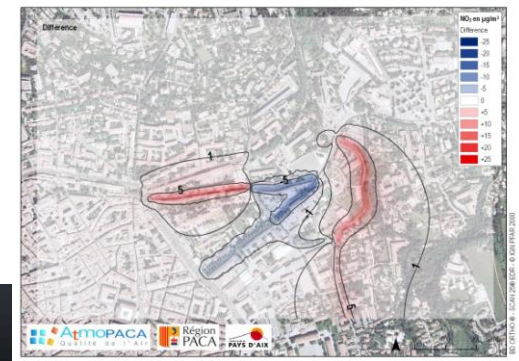 Différence
NO₂ en µg/m³
Différence
-25
-20
-15
-10
-5
0
+5
+10
+15
+20
+25
1
5
-5
-1
1
5
AtmoPACA
Qualité de l'Air
Région
PACA
PAYS D'AIX